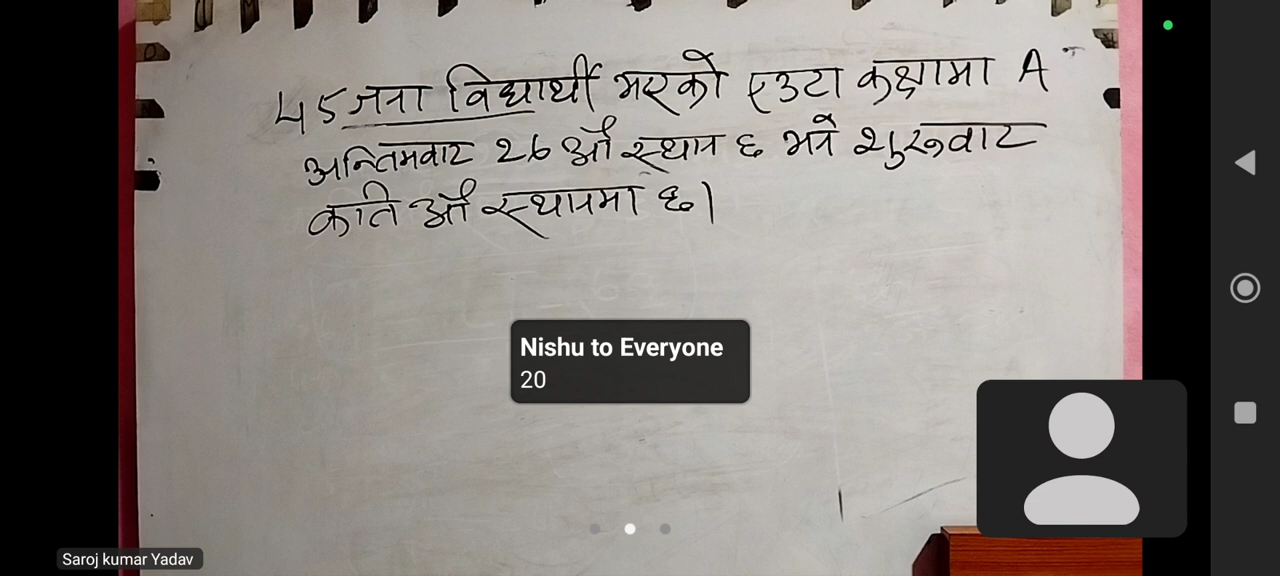 45 जना विद्यार्थी भएको एउटा कक्षामा A
अन्तिमबाट 26 औं स्थान छ भने शुरूवाट
कति औं स्थानमा छ।
Nishu to Everyone
20
Saroj kumar Yadav